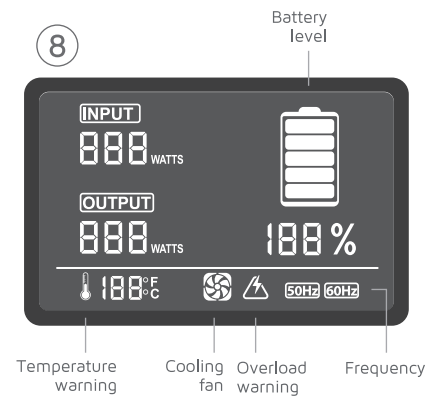 8
Battery
level
INPUT
888 WATTS
OUTPUT
888 WATTS
188 %
188 °F
°C
50Hz 60Hz
Temperature
warning
Cooling
fan
Overload
warning
Frequency